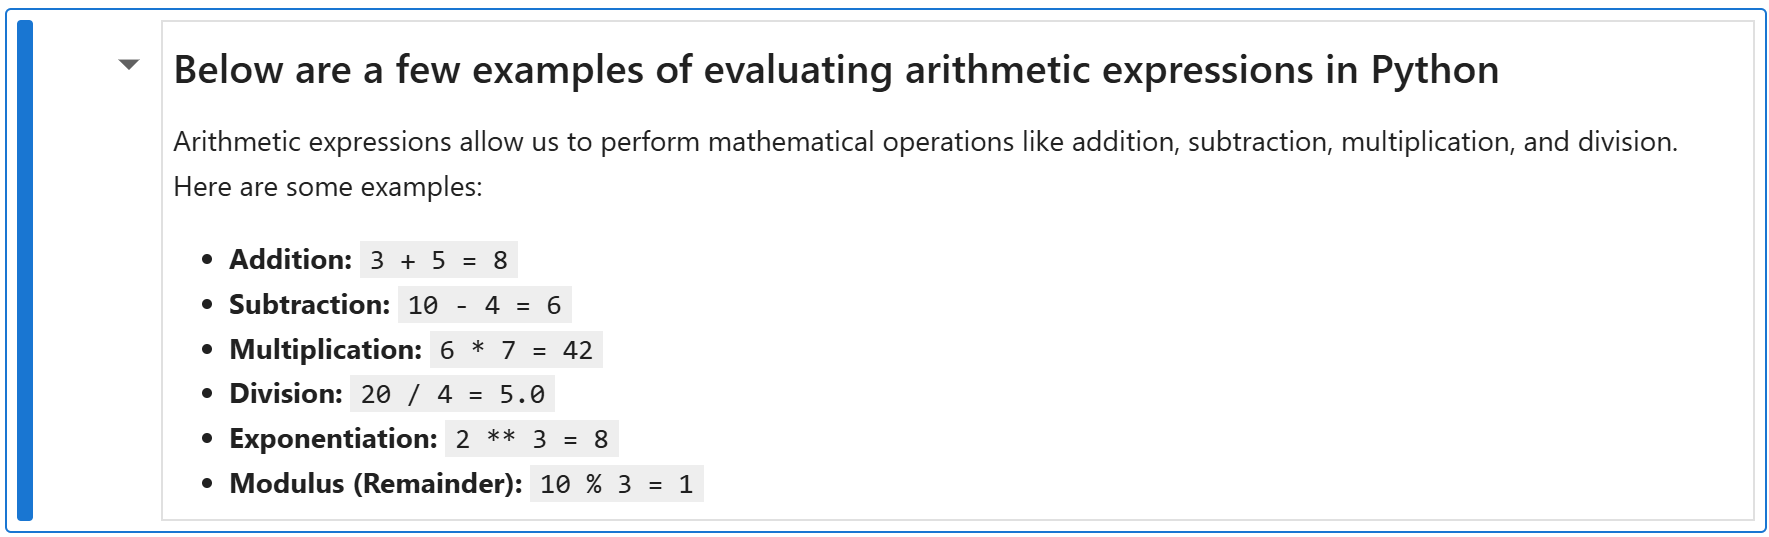 Below are a few examples of evaluating arithmetic expressions in Python
Arithmetic expressions allow us to perform mathematical operations like addition, subtraction, multiplication, and division.
Here are some examples:
• Addition: 3 + 5 = 8
• Subtraction: 10 - 4 = 6
• Multiplication: 6 * 7 = 42
• Division: 20 / 4 = 5.0
• Exponentiation: 2 ** 3 = 8
• Modulus (Remainder): 10 % 3 = 1